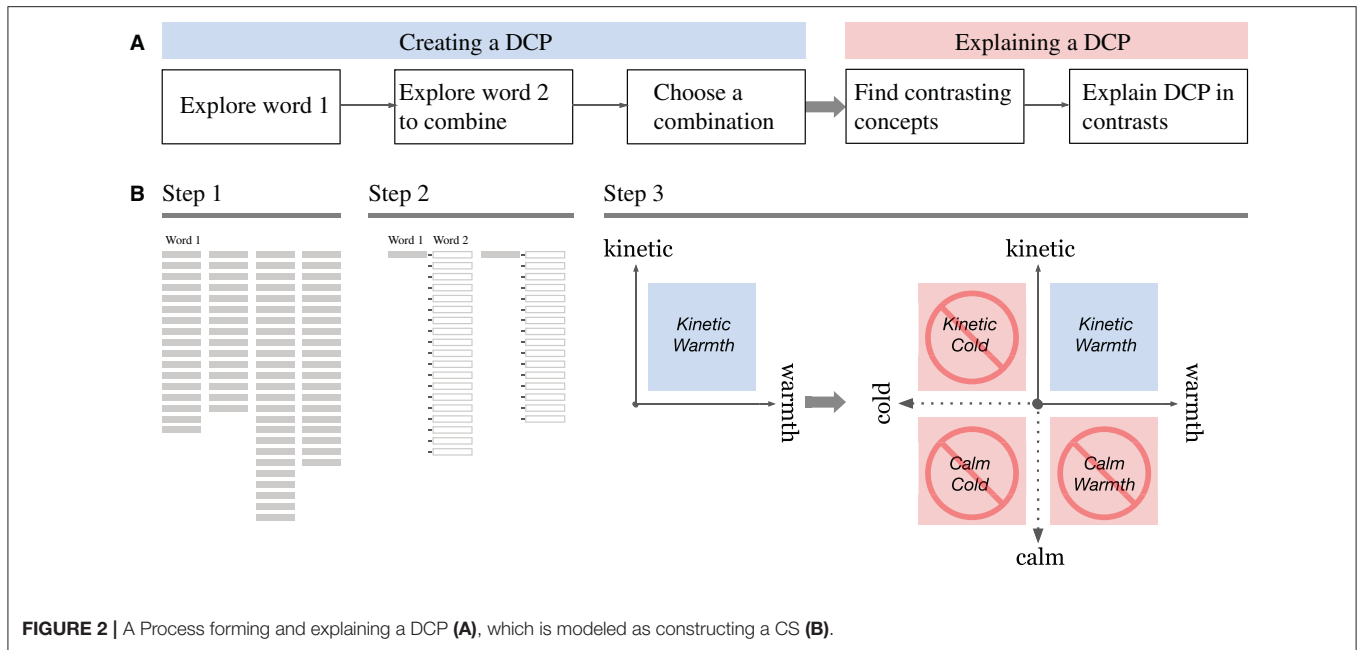 A
Creating a DCP
Explaining a DCP
Explore word 1
Explore word 2
to combine
Choose a
combination
Find contrasting
concepts
Explain DCP in
contrasts
B
Step 1
Step 2
Step 3
Word 1
Word 1
Word 2
kinetic
Kinetic
Warmth
warmth
kinetic
Kinetic
Cold
Kinetic
Warmth
cold
warmth
Calm
Cold
Calm
Warmth
calm
FIGURE 2 | A Process forming and explaining a DCP (A), which is modeled as constructing a CS (B).